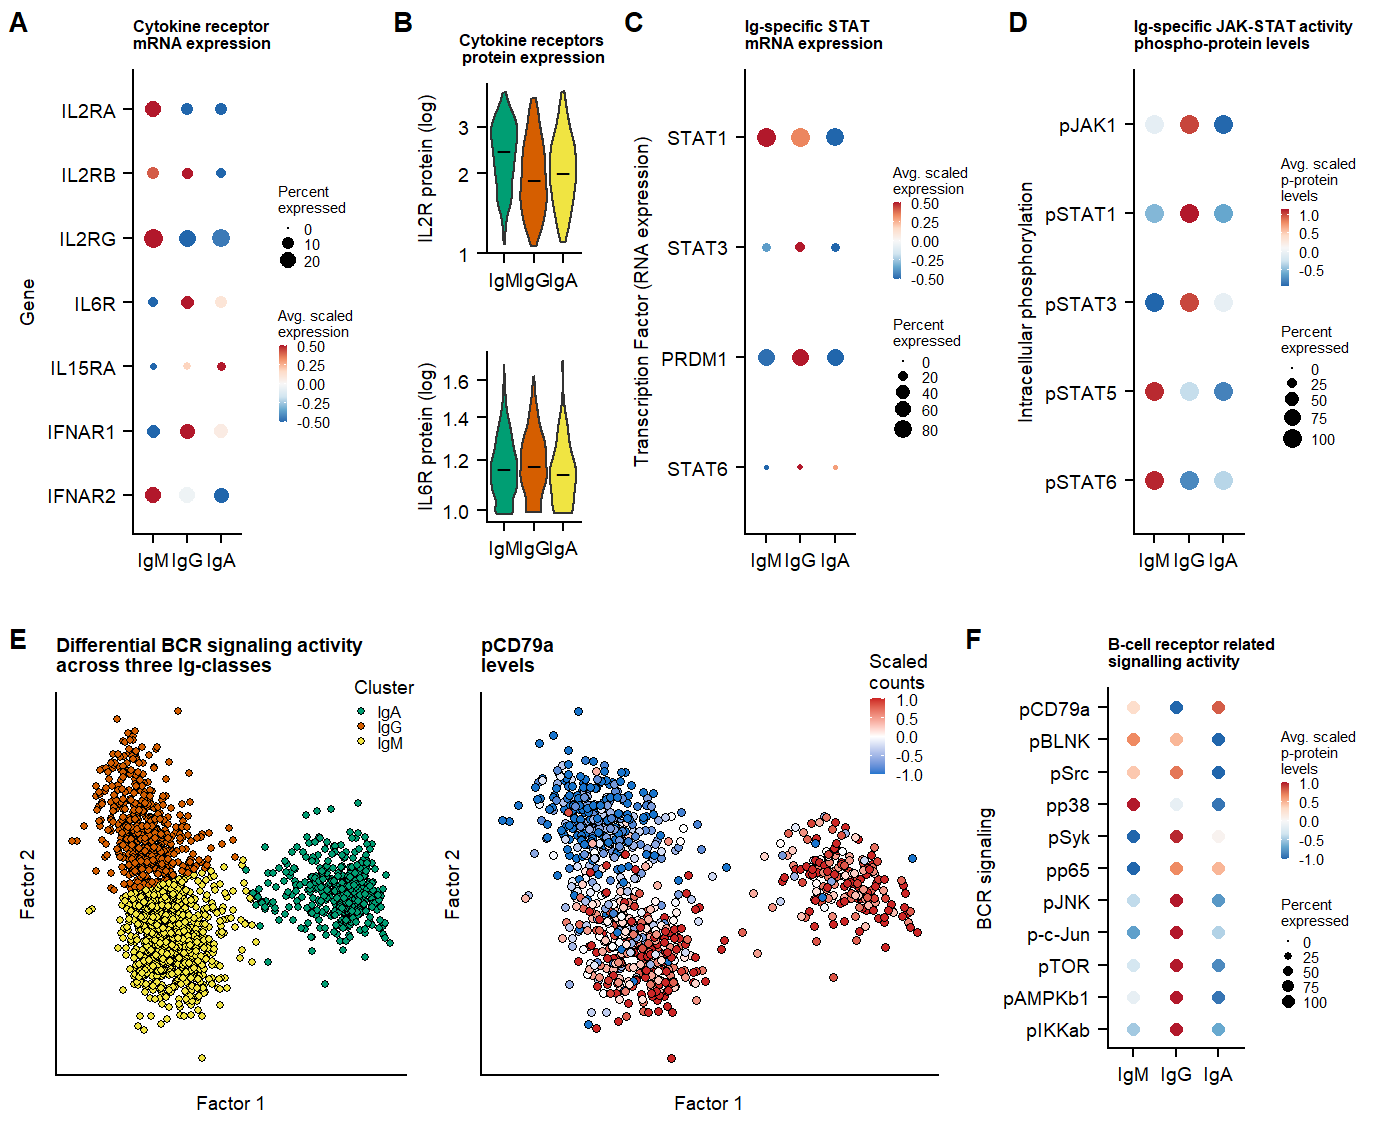 A
Cytokine receptor
mRNA expression
IL2RA
IL2RB
IL2RG
IL6R
IL15RA
IFNAR1
IFNAR2
Gene
IgM IgG IgA
Percent
expressed
0
10
20
Avg. scaled
expression
0.50
0.25
0.00
-0.25
-0.50
B
Cytokine receptors
protein expression
IL2R protein (log)
3
2
1
IgM IgG IgA
IL6R protein (log)
1.6
1.4
1.2
1.0
IgM IgG IgA
C
Ig-specific STAT
mRNA expression
Transcription Factor (RNA expression)
STAT1
STAT3
PRDM1
STAT6
IgM IgG IgA
Avg. scaled
expression
0.50
0.25
0.00
-0.25
-0.50
Percent
expressed
0
20
40
60
80
D
Ig-specific JAK-STAT activity
phospho-protein levels
Intracellular phosphorylation
pJAK1
pSTAT1
pSTAT3
pSTAT5
pSTAT6
IgM IgG IgA
Avg. scaled
p-protein
levels
1.0
0.5
0.0
-0.5
Percent
expressed
0
25
50
75
100
E
Differential BCR signaling activity
across three Ig-classes
Cluster
IgA
IgG
IgM
Factor 2
Factor 1
pCD79a
levels
Scaled
counts
1.0
0.5
0.0
-0.5
-1.0
Factor 2
Factor 1
F
B-cell receptor related
signalling activity
BCR signaling
pCD79a
pBLNK
pSrc
pp38
pSyk
pp65
pJNK
p-c-Jun
pTOR
pAMPKb1
pIKKab
IgM IgG IgA
Avg. scaled
p-protein
levels
1.0
0.5
0.0
-0.5
-1.0
Percent
expressed
0
25
50
75
100